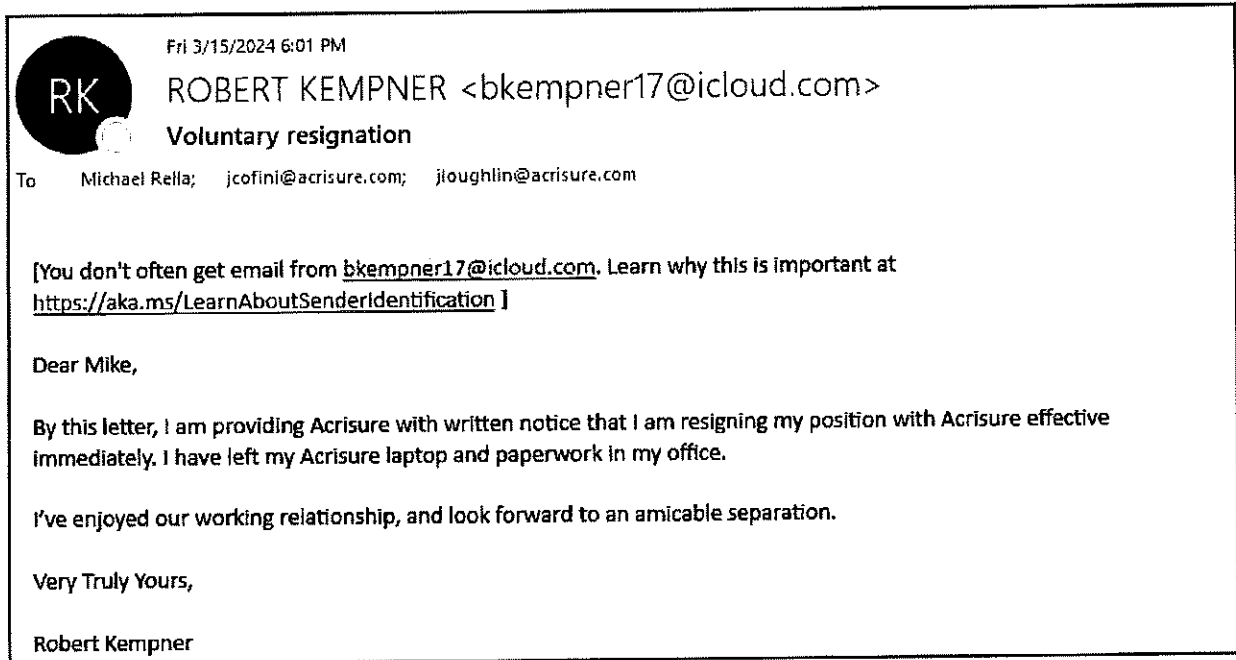 Fri 3/15/2024 6:01 PM
RK
ROBERT KEMPNER <bkempner17@icloud.com>
Voluntary resignation
To Michael Rella; jcofini@acrisure.com; jloughlin@acrisure.com
[You don't often get email from bkempner17@icloud.com. Learn why this is important at
https://aka.ms/LearnAboutSenderIdentification ]
Dear Mike,
By this letter, I am providing Acrisure with written notice that I am resigning my position with Acrisure effective
immediately. I have left my Acrisure laptop and paperwork in my office.
I've enjoyed our working relationship, and look forward to an amicable separation.
Very Truly Yours,
Robert Kempner